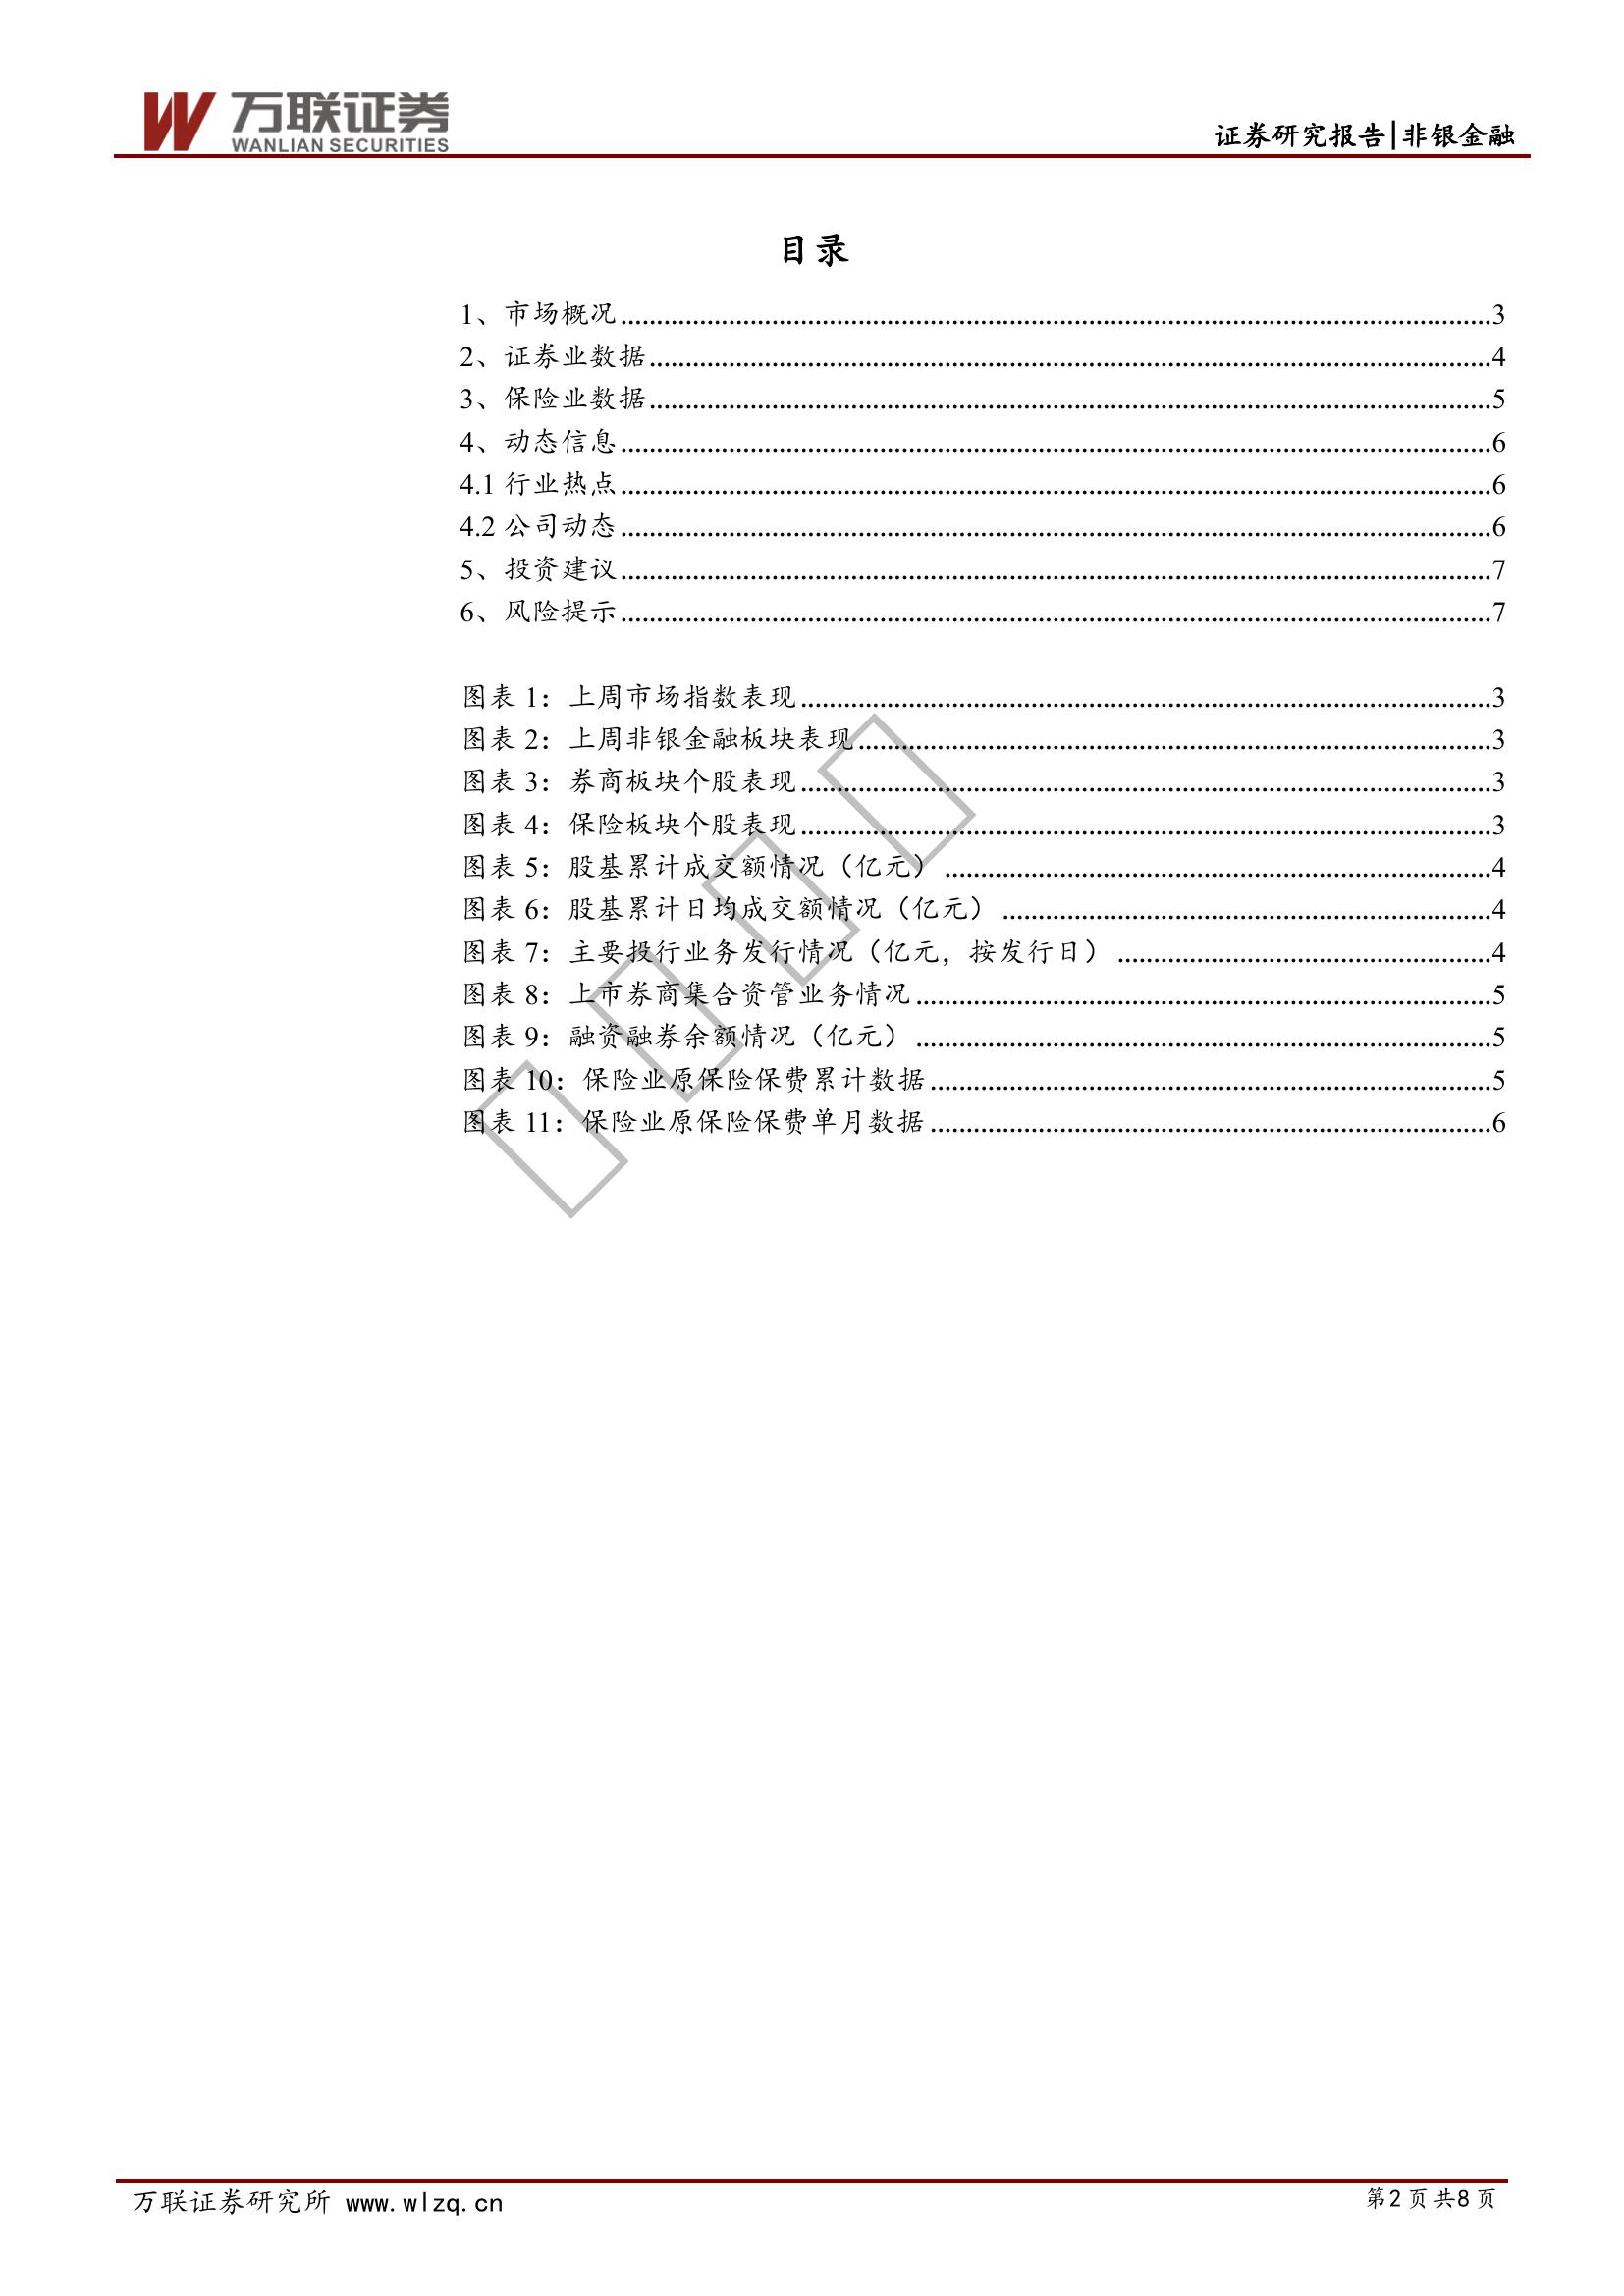 万联证券
WANLIAN SECURITIES
证券研究报告|非银金融
目录
1、市场概况...3
2、证券业数据...4
3、保险业数据...5
4、动态信息...6
4.1 行业热点...6
4.2 公司动态...6
5、投资建议...7
6、风险提示...7
图表 1：上周市场指数表现...3
图表 2：上周非银金融板块表现...3
图表 3：券商板块个股表现...3
图表 4：保险板块个股表现...3
图表 5：股基累计成交额情况（亿元）...4
图表 6：股基累计日均成交额情况（亿元）...4
图表 7：主要投行业务发行情况（亿元，按发行日）...4
图表 8：上市券商集合资管业务情况...5
图表 9：融资融券余额情况（亿元）...5
图表 10：保险业原保险保费累计数据...5
图表 11：保险业原保险保费单月数据...6
万联证券研究所 www.wlzq.cn
第2页共8页